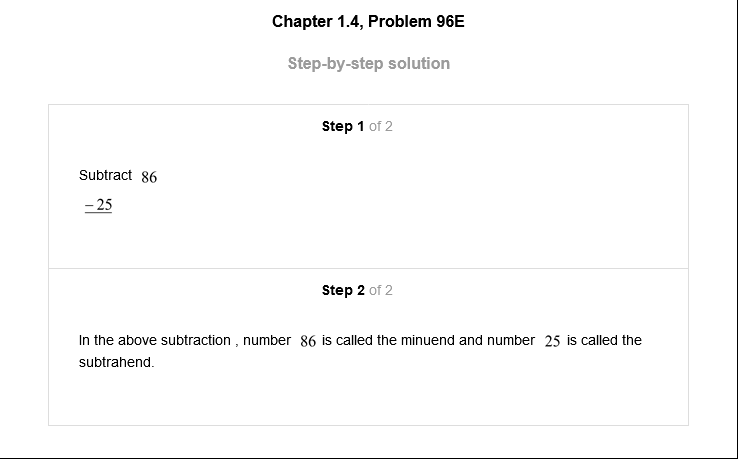 Chapter 1.4, Problem 96E
Step-by-step solution
Step 1 of 2
Subtract 86
−25
Step 2 of 2
In the above subtraction , number 86 is called the minuend and number 25 is called the
subtrahend.